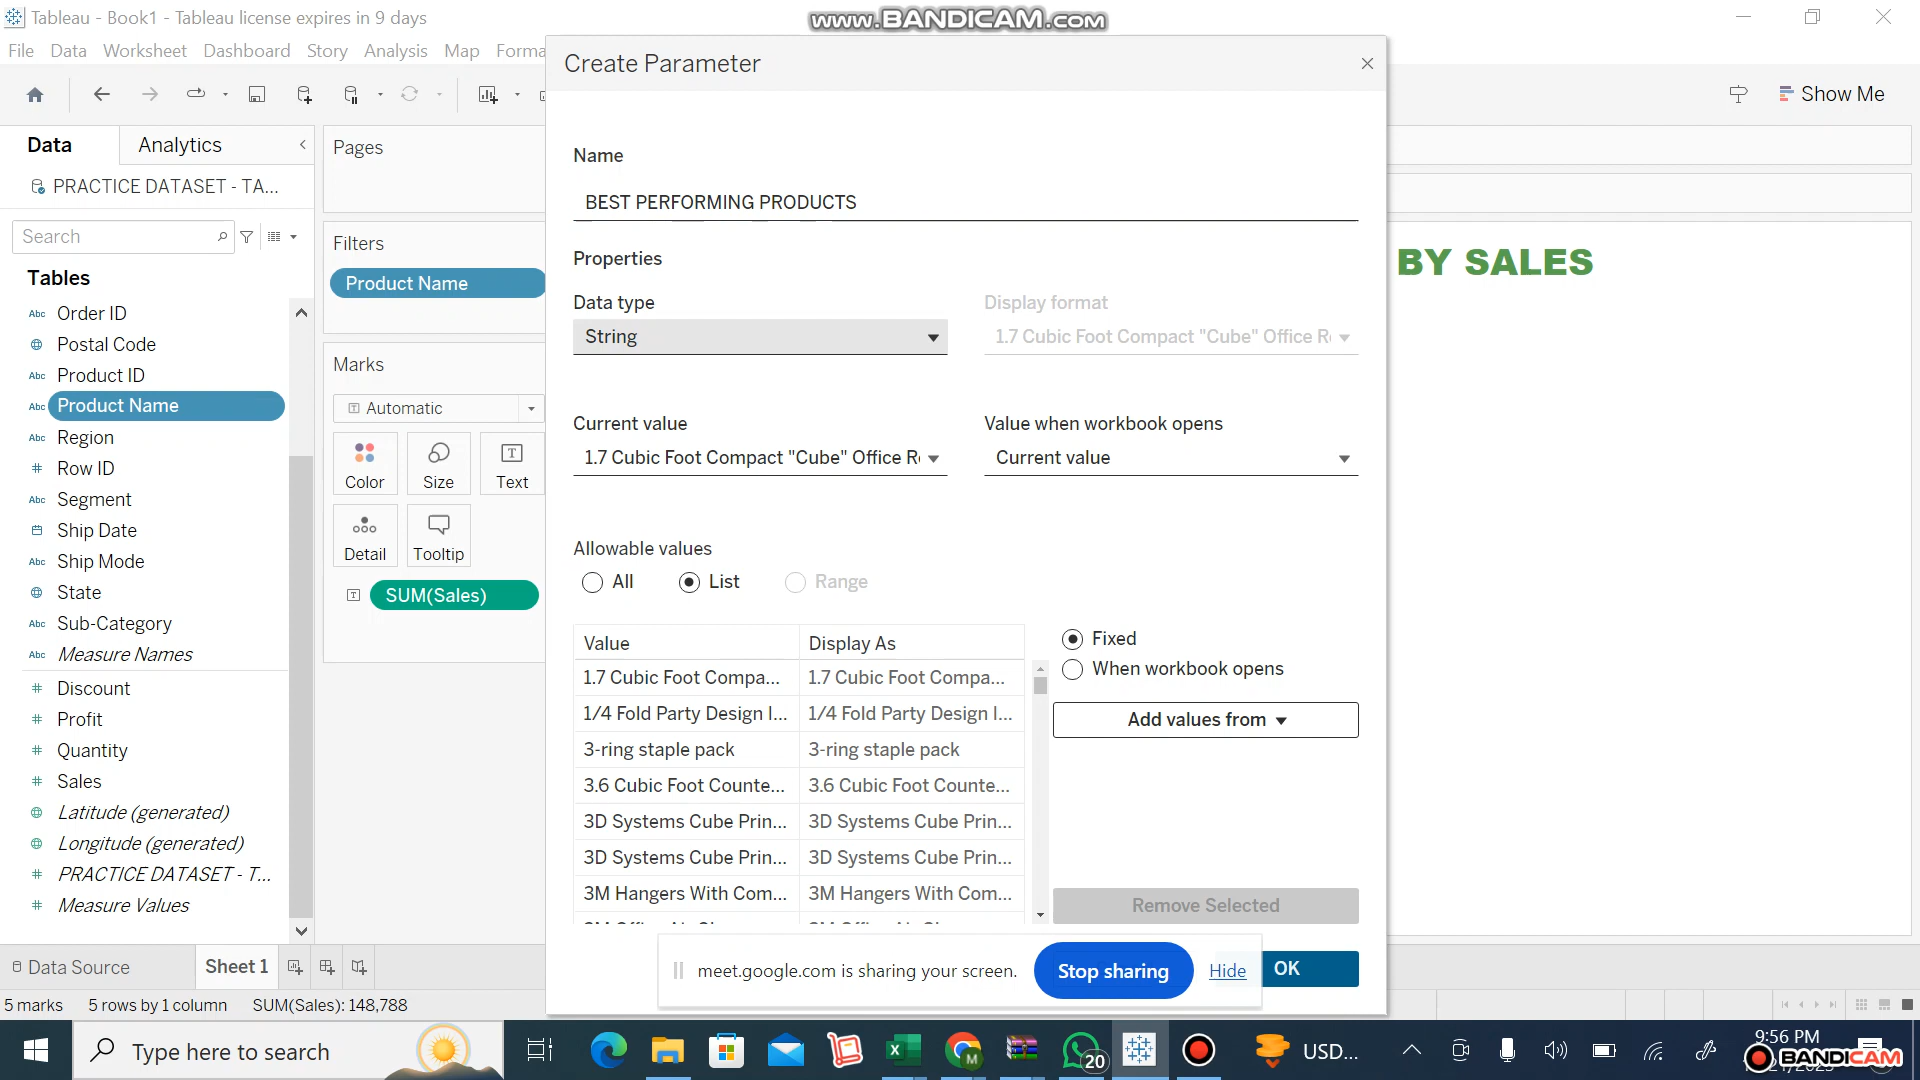 Tableau - Book1 - Tableau license expires in 9 days
www.BANDICAM.com
File Data Worksheet Dashboard Story Analysis Map Forma
Create Parameter
Show Me
Data
Analytics
PRACTICE DATASET - TA...
Search
Tables
Abc Order ID
Postal Code
Abc Product ID
Abc Product Name
Abc Region
# Row ID
Abc Segment
Ship Date
Abc Ship Mode
State
Abc Sub-Category
Abc Measure Names
# Discount
# Profit
# Quantity
# Sales
Latitude (generated)
Longitude (generated)
# PRACTICE DATASET - T...
# Measure Values
Pages
Filters
Product Name
Marks
Automatic
Color
Size
Text
Detail
Tooltip
SUM(Sales)
Name
BEST PERFORMING PRODUCTS
Properties
Data type
Display format
String
1.7 Cubic Foot Compact "Cube" Office R
Current value
Value when workbook opens
1.7 Cubic Foot Compact "Cube" Office R
Current value
Allowable values
All
List
Range
Value
Display As
1.7 Cubic Foot Compa...
1.7 Cubic Foot Compa...
1/4 Fold Party Design I...
1/4 Fold Party Design I...
3-ring staple pack
3-ring staple pack
3.6 Cubic Foot Counte...
3.6 Cubic Foot Counte...
3D Systems Cube Prin...
3D Systems Cube Prin...
3D Systems Cube Prin...
3D Systems Cube Prin...
3M Hangers With Com...
3M Hangers With Com...
Fixed
When workbook opens
Add values from
Remove Selected
BY SALES
meet.google.com is sharing your screen.
Stop sharing
Hide
OK
Data Source
Sheet 1
5 marks
5 rows by 1 column
SUM(Sales): 148,788
Type here to search
20
USD...
9:56 PM
BANDICAM